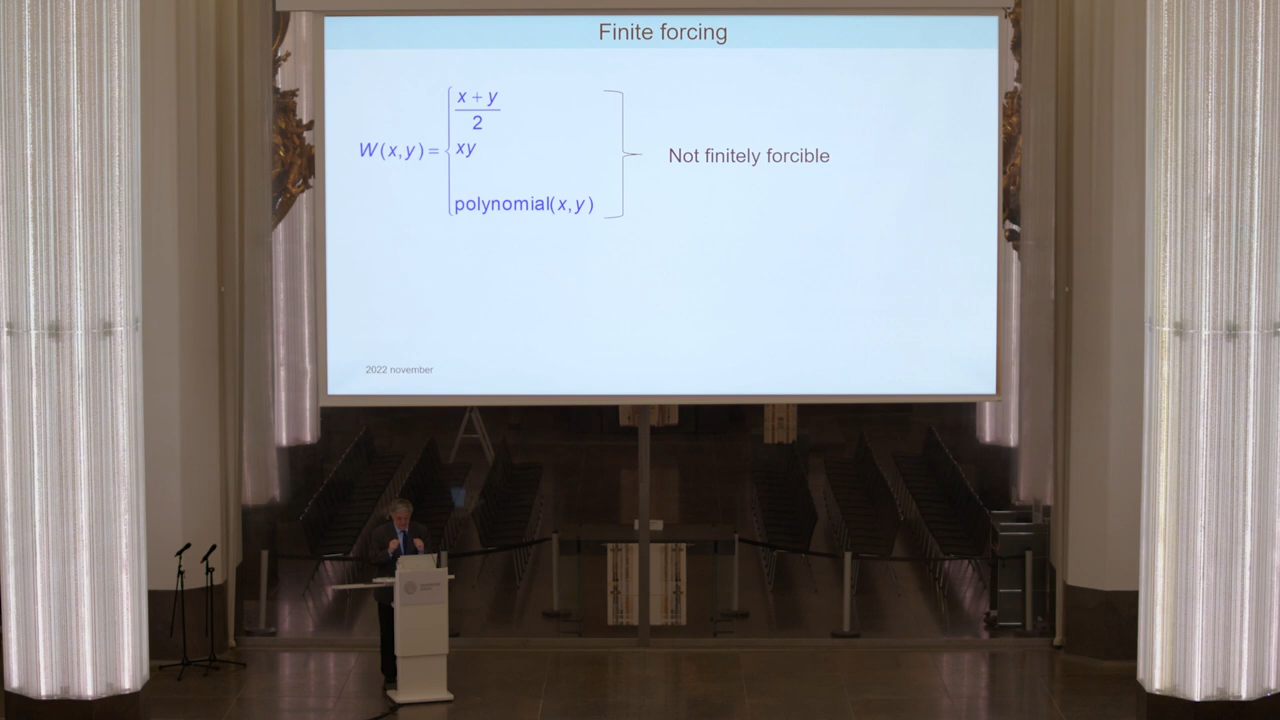 Finite forcing
x + y
2
W(x,y) =
xy
Not finitely forcible
polynomial(x,y)
2022 november